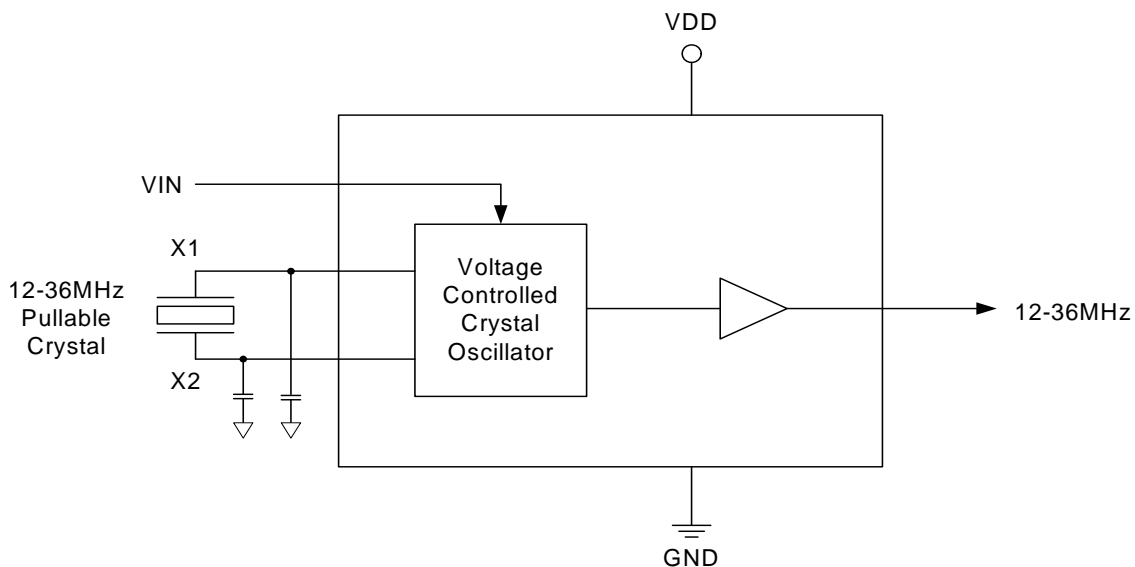 VDD
VIN
X1
12-36MHz
Pullable
Crystal
X2
Voltage
Controlled
Crystal
Oscillator
12-36MHz
GND